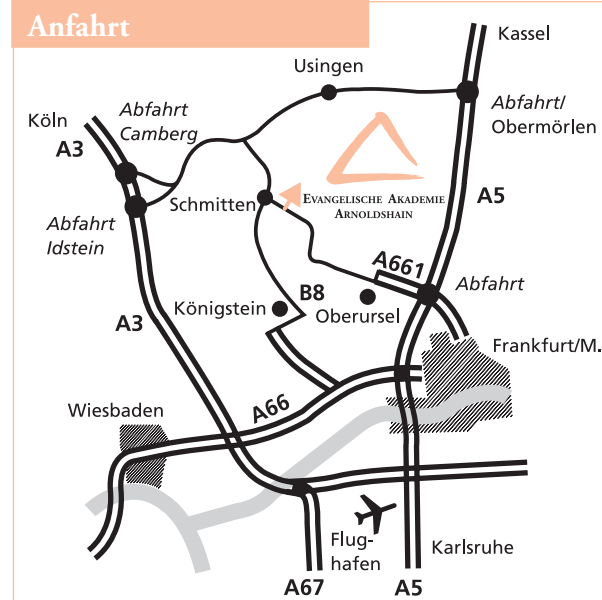 Anfahrt
Kassel
Usingen
Abfahrt
Camberg
Köln
A3
Abfahrt/
Obermörlen
Schmitten
EVANGELISCHE AKADEMIE
ARNOLDSHAIN
A5
Abfahrt
Idstein
A661
Abfahrt
B8
Königstein
Oberursel
A3
Frankfurt/M.
Wiesbaden
A66
Flug-
hafen
Karlsruhe
A67
A5